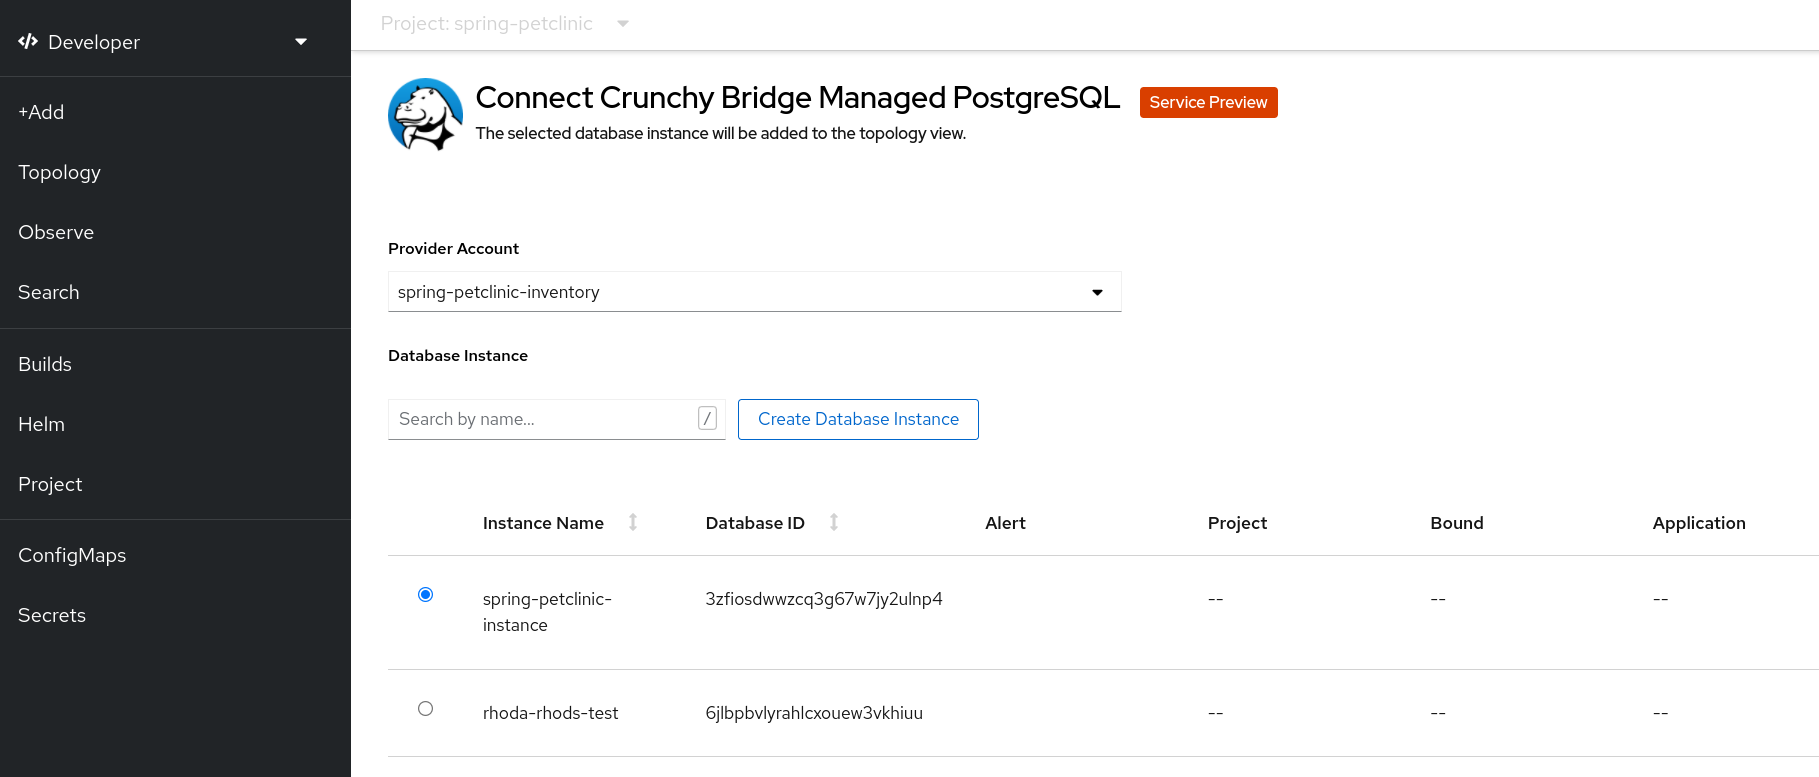 Developer
+Add
Topology
Observe
Search
Builds
Helm
Project
ConfigMaps
Secrets
Project: spring-petclinic
Connect Crunchy Bridge Managed PostgreSQL Service Preview
The selected database instance will be added to the topology view.
Provider Account
spring-petclinic-inventory
Database Instance
Search by name... / Create Database Instance
Instance Name Database ID Alert Project Bound Application
spring-petclinic- 3zfiosdwwzcq3g67w7jy2ulnp4 -- -- --
instance
rhoda-rhods-test 6jlbpbvlyrahlcxouew3vkhiuu -- -- --